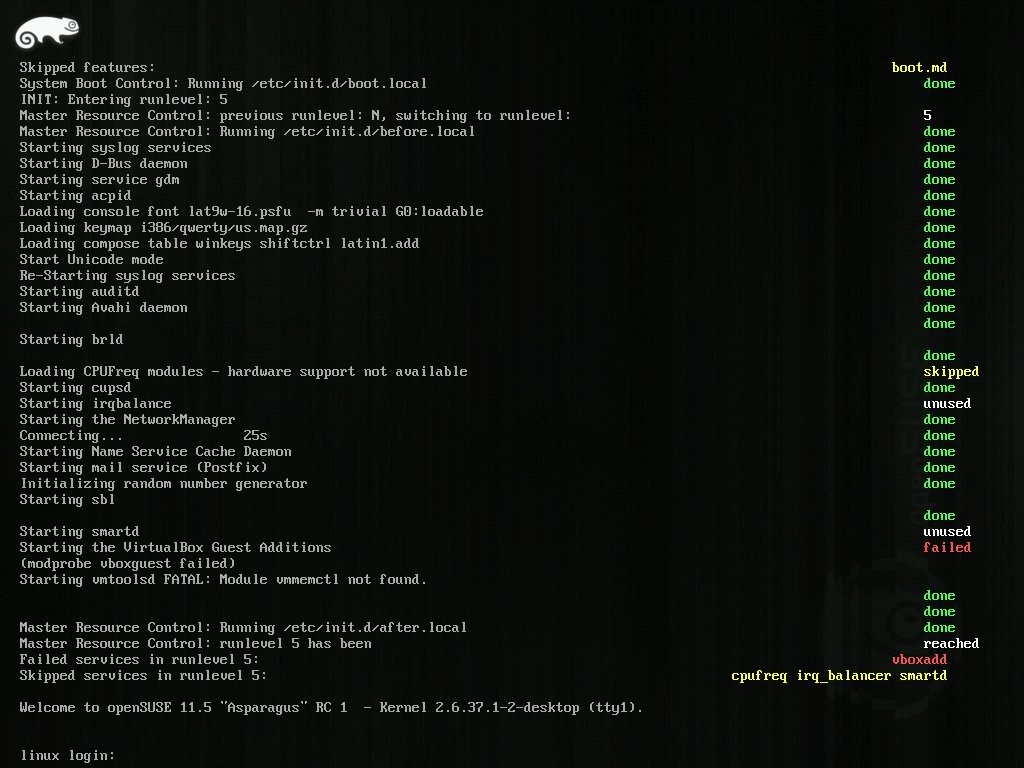 Skipped features: boot.md
System Boot Control: Running /etc/init.d/boot.local done
INIT: Entering runlevel: 5
Master Resource Control: previous runlevel: N, switching to runlevel: 5
Master Resource Control: Running /etc/init.d/before.local done
Starting syslog services done
Starting D-Bus daemon done
Starting service gdm done
Starting acpid done
Loading console font lat9w-16.psfu  -m trivial G0:loadable done
Loading keymap i386/qwerty/us.map.gz done
Loading compose table winkeys shiftctrl latin1.add done
Start Unicode mode done
Re-Starting syslog services done
Starting auditd done
Starting Avahi daemon done
done
Starting brld
done
Loading CPUFreq modules - hardware support not available skipped
Starting cupsd done
Starting irqbalance unused
Starting the NetworkManager done
Connecting... 25s done
Starting Name Service Cache Daemon done
Starting mail service (Postfix) done
Initializing random number generator done
Starting sbl
done
Starting smartd unused
Starting the VirtualBox Guest Additions failed
(modprobe vboxguest failed)
Starting vmtoolsd FATAL: Module vmmemctl not found.
done
done
Master Resource Control: Running /etc/init.d/after.local done
Master Resource Control: runlevel 5 has been reached
Failed services in runlevel 5: vboxadd
Skipped services in runlevel 5: cpufreq irq_balancer smartd
Welcome to openSUSE 11.5 "Asparagus" RC 1  - Kernel 2.6.37.1-2-desktop (tty1).
linux login: